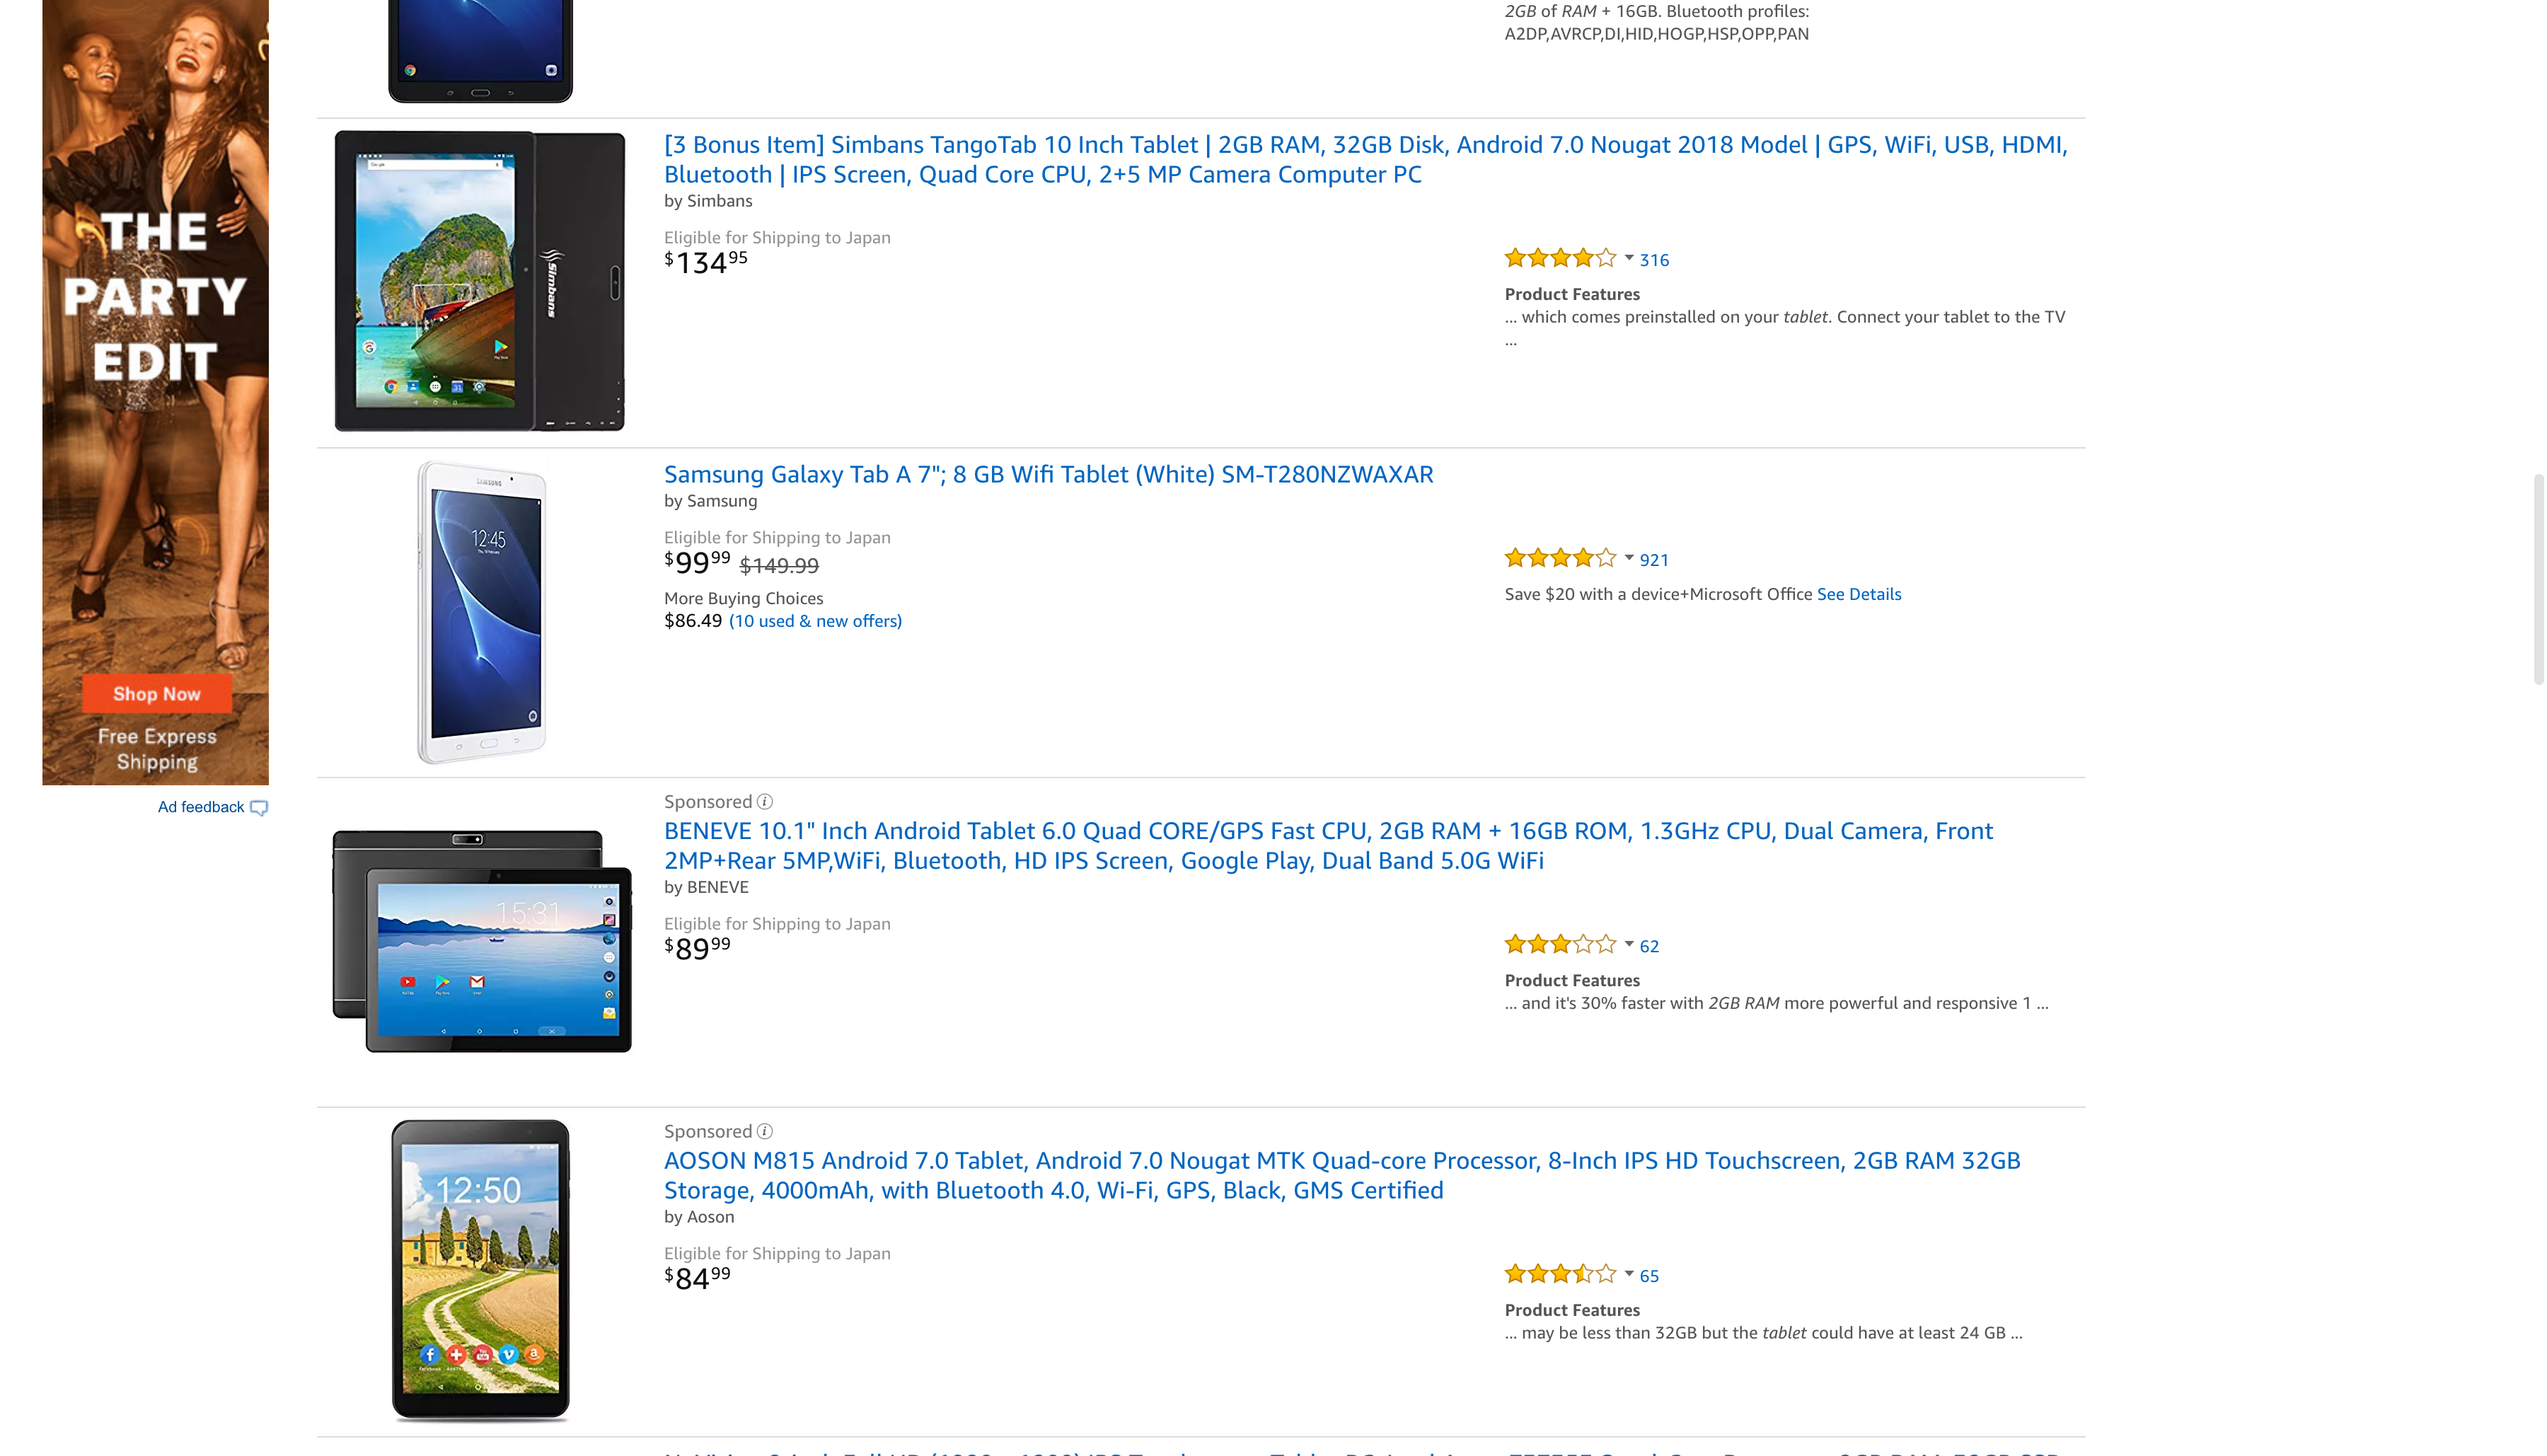 2GB of RAM + 16GB. Bluetooth profiles:
A2DP,AVRCP,DI,HID,HOGP,HSP,OPP,PAN
THE
PARTY
EDIT
Shop Now
Free Express
Shipping
Ad feedback
Google
Simbans
Play Store
[3 Bonus Item] Simbans TangoTab 10 Inch Tablet | 2GB RAM, 32GB Disk, Android 7.0 Nougat 2018 Model | GPS, WiFi, USB, HDMI,
Bluetooth | IPS Screen, Quad Core CPU, 2+5 MP Camera Computer PC
by Simbans
Eligible for Shipping to Japan
$134 95
316
Product Features
... which comes preinstalled on your tablet. Connect your tablet to the TV
...
SAMSUNG
12:45
Samsung Galaxy Tab A 7"; 8 GB Wifi Tablet (White) SM-T280NZWAXAR
by Samsung
Eligible for Shipping to Japan
$99 99 $149.99
More Buying Choices
$86.49 (10 used & new offers)
921
Save $20 with a device+Microsoft Office See Details
15:31
Sponsored
BENEVE 10.1" Inch Android Tablet 6.0 Quad CORE/GPS Fast CPU, 2GB RAM + 16GB ROM, 1.3GHz CPU, Dual Camera, Front
2MP+Rear 5MP,WiFi, Bluetooth, HD IPS Screen, Google Play, Dual Band 5.0G WiFi
by BENEVE
Eligible for Shipping to Japan
$89 99
62
Product Features
... and it's 30% faster with 2GB RAM more powerful and responsive 1 ...
12:50
Sponsored
AOSON M815 Android 7.0 Tablet, Android 7.0 Nougat MTK Quad-core Processor, 8-Inch IPS HD Touchscreen, 2GB RAM 32GB
Storage, 4000mAh, with Bluetooth 4.0, Wi-Fi, GPS, Black, GMS Certified
by Aoson
Eligible for Shipping to Japan
$84 99
65
Product Features
... may be less than 32GB but the tablet could have at least 24 GB ...